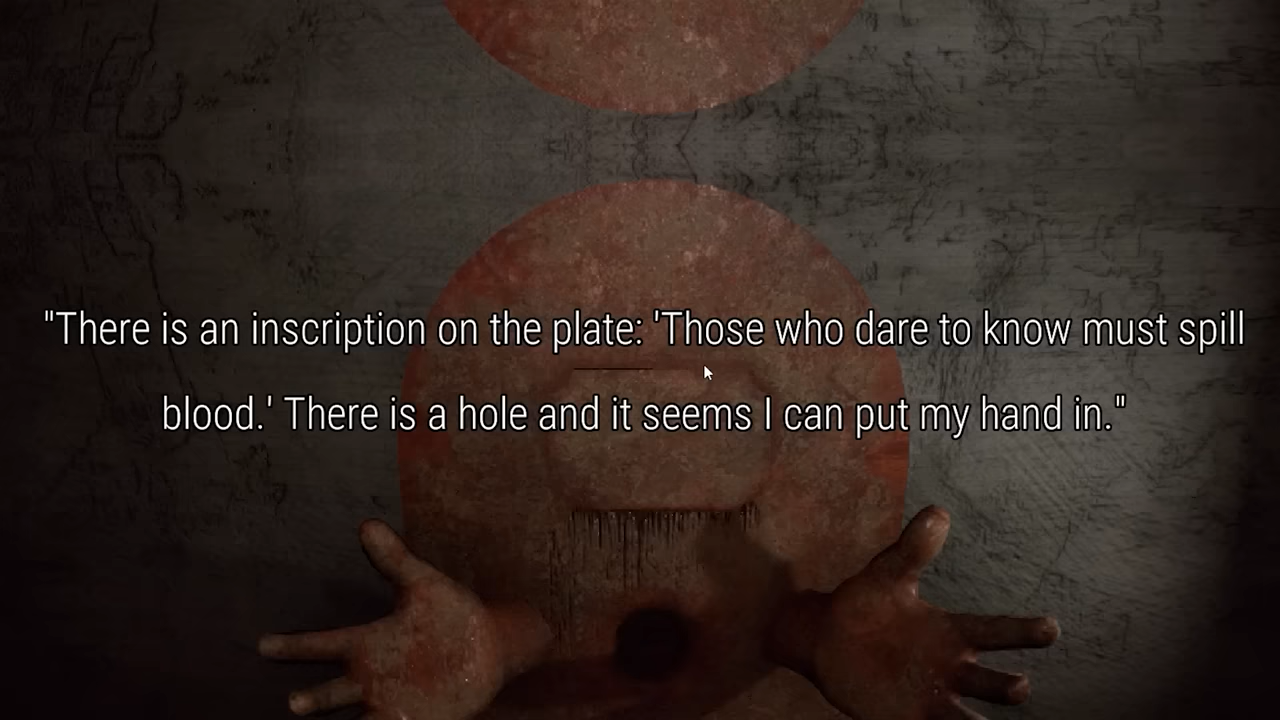 "There is an inscription on the plate: 'Those who dare to know must spill
blood.' There is a hole and it seems I can put my hand in."